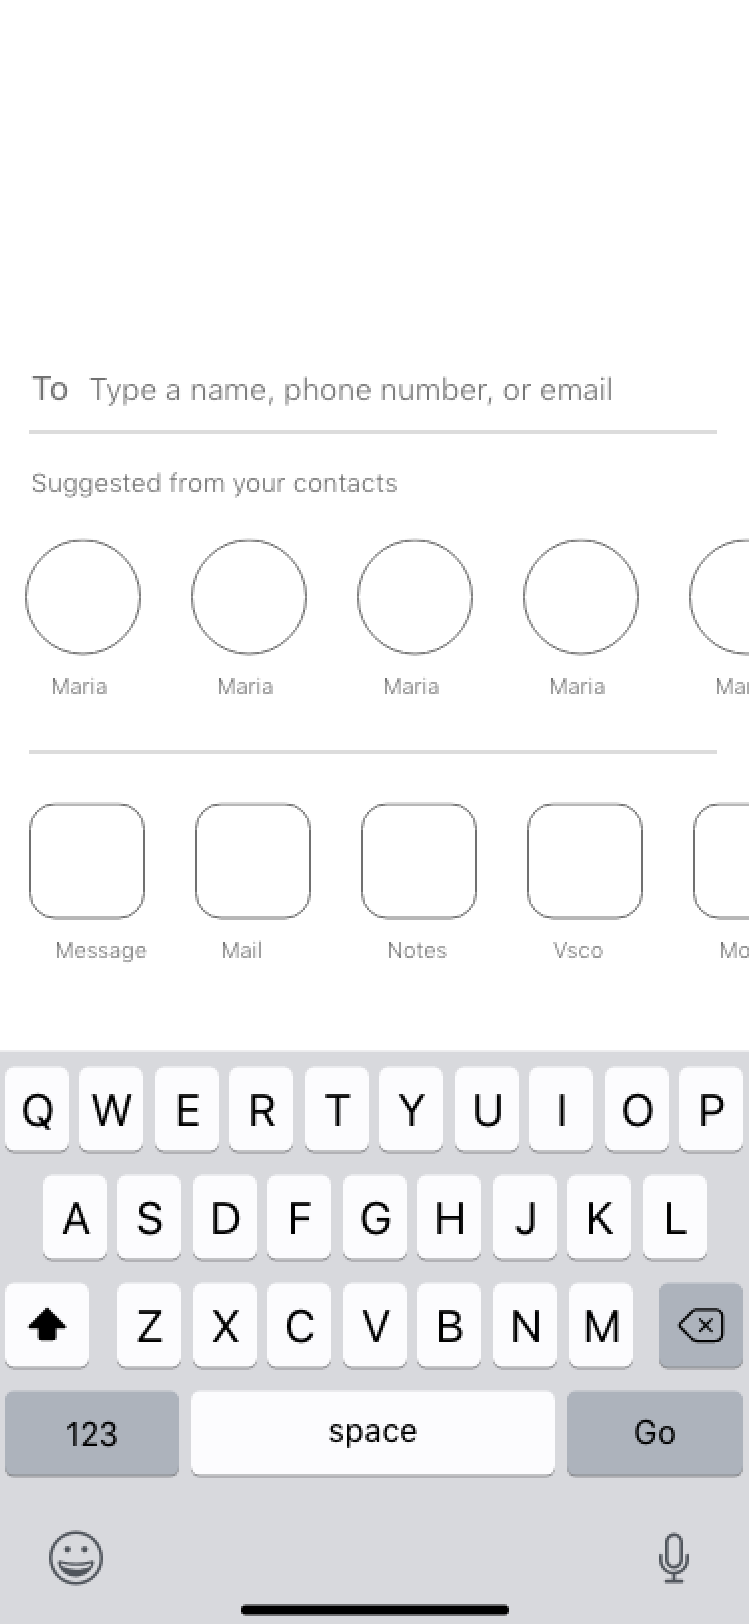 To Type a name, phone number, or email
Suggested from your contacts
Maria Maria Maria Maria Mar
Message Mail Notes Vsco Mo
Q W E R T Y U I O P
A S D F G H J K L
Z X C V B N M
123 space Go